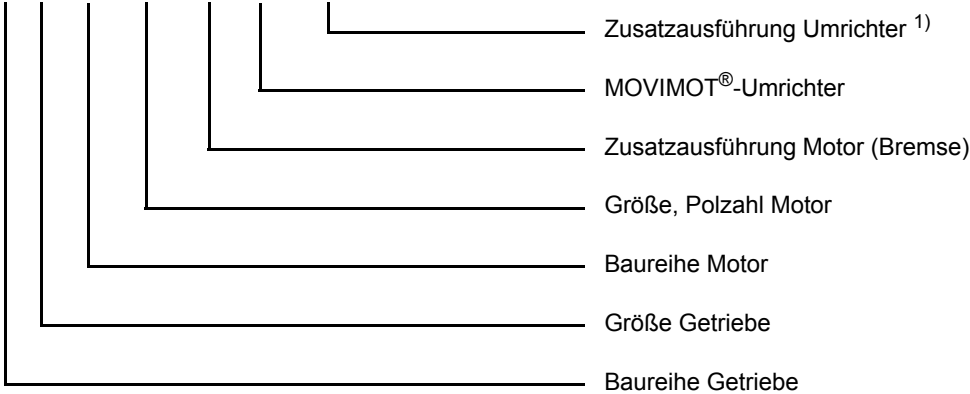 Zusatzausführung Umrichter 1)
MOVIMOT®-Umrichter
Zusatzausführung Motor (Bremse)
Größe, Polzahl Motor
Baureihe Motor
Größe Getriebe
Baureihe Getriebe